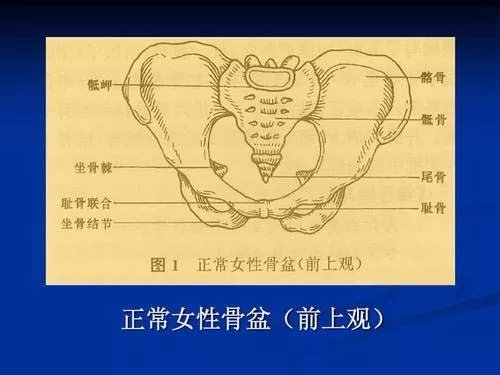 骶岬
髂骨
骶骨
坐骨棘
尾骨
耻骨联合
耻骨
坐骨结节
图1 正常女性骨盆(前上观)
正常女性骨盆（前上观）